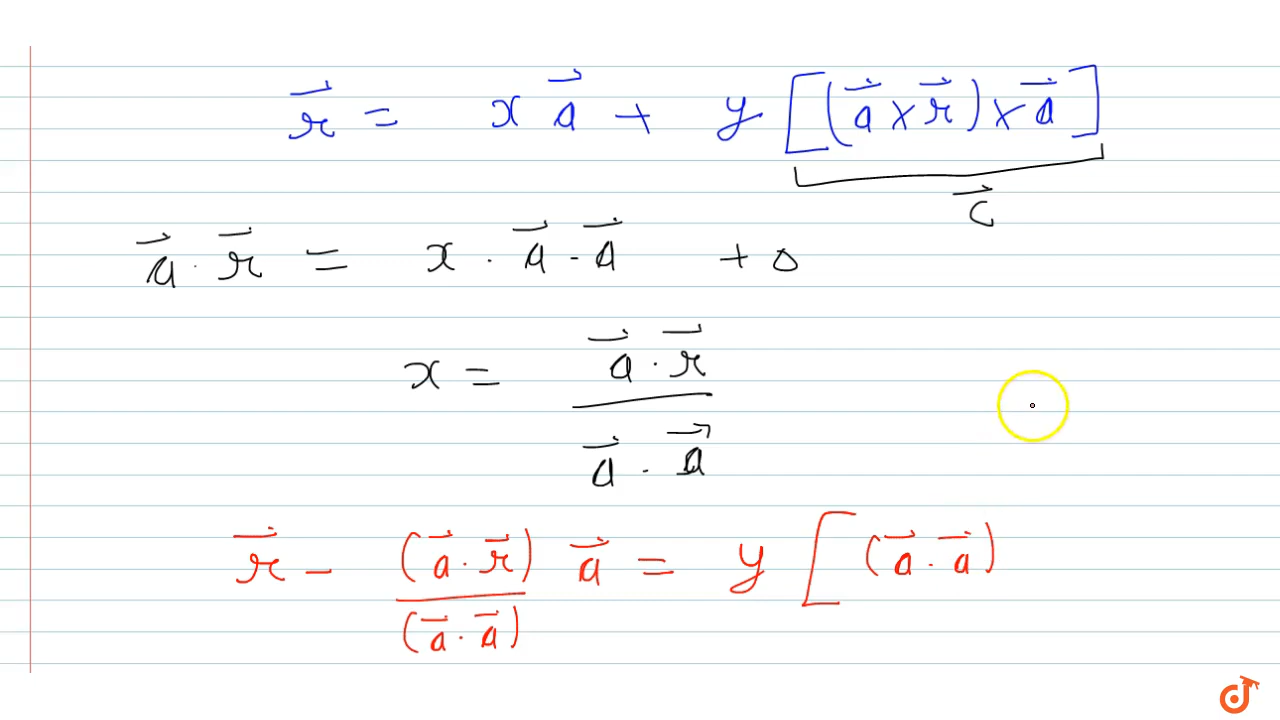 r⃗ = x a⃗ + y [(a⃗ × r⃗) × a⃗]
c⃗
a⃗ · r⃗ = x · a⃗ · a⃗ + 0
x = a⃗ · r⃗
a⃗ · a⃗
r⃗ - (a⃗ · r⃗) a⃗ = y [ (a⃗ · a⃗)
(a⃗ · a⃗)